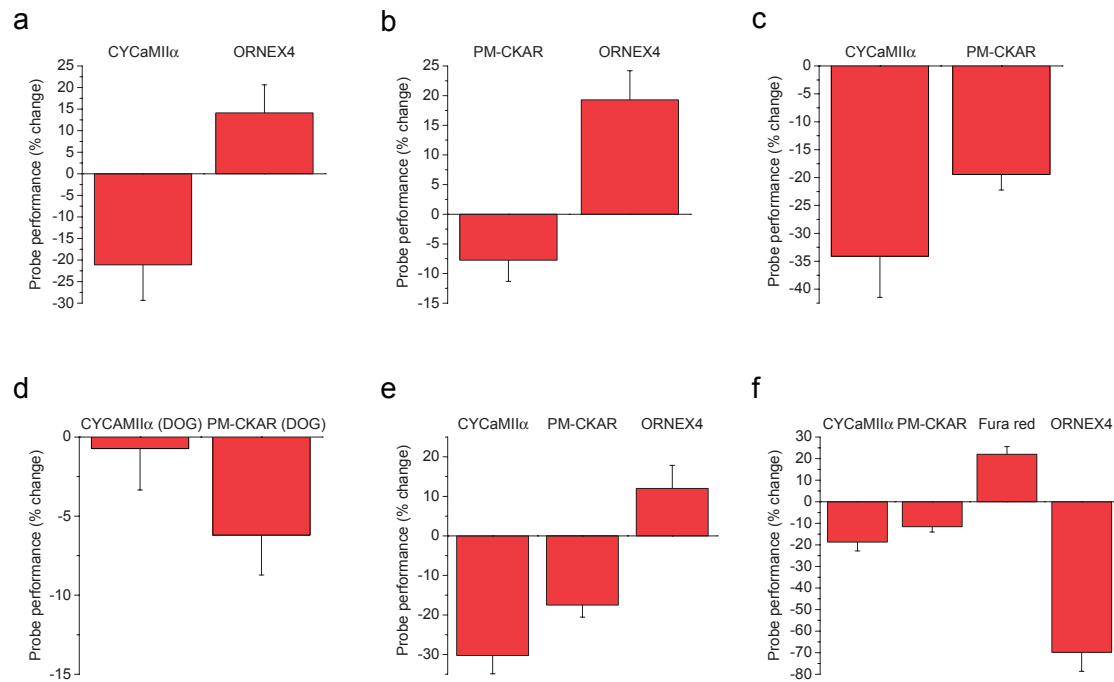 a
CYCaMIIα ORNEX4
Probe performance (% change)
25
20
15
10
5
0
-5
-10
-15
-20
-25
-30
b
PM-CKAR ORNEX4
Probe performance (% change)
25
20
15
10
5
0
-5
-10
-15
c
CYCaMIIα PM-CKAR
Probe performance (% change)
0
-5
-10
-15
-20
-25
-30
-35
-40
d
CYCAMIIα (DOG) PM-CKAR (DOG)
Probe performance (% change)
0
-5
-10
-15
e
CYCaMIIα PM-CKAR ORNEX4
Probe performance (% change)
20
10
0
-10
-20
-30
f
CYCaMIIα PM-CKAR Fura red ORNEX4
Probe performance (% change)
30
20
10
0
-10
-20
-30
-40
-50
-60
-70
-80